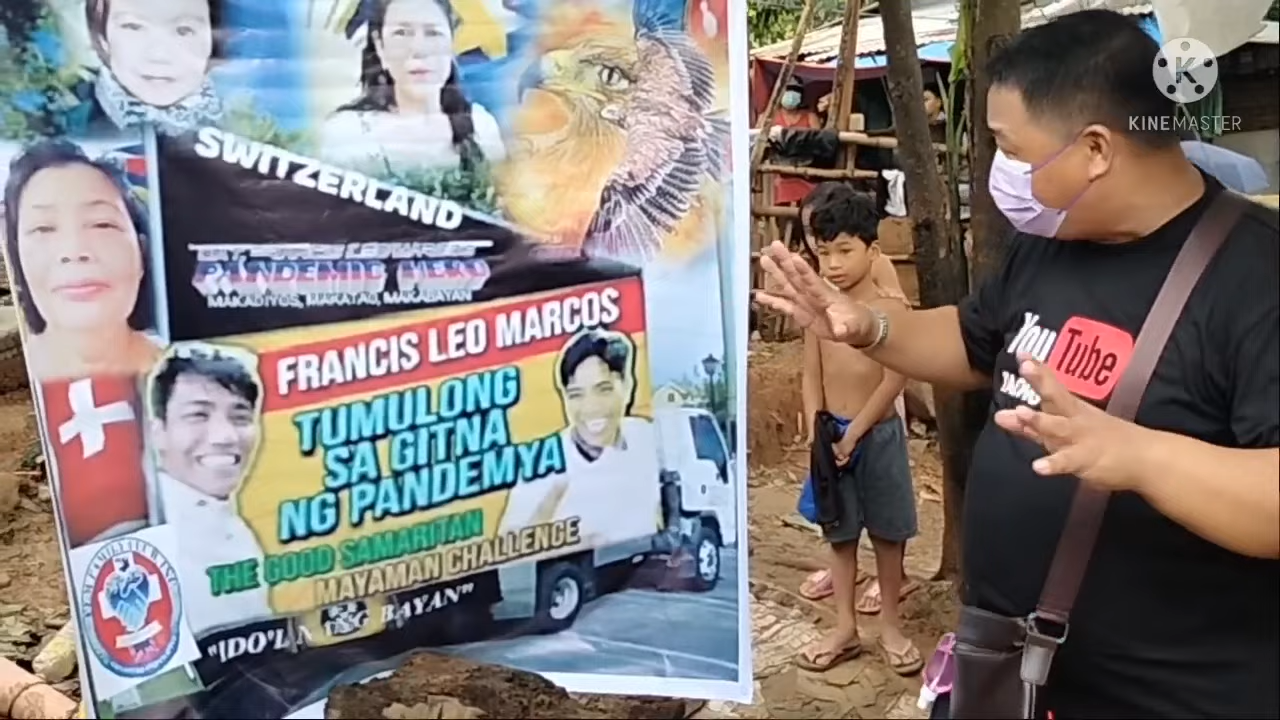 SWITZERLAND
PANDEMIC HERO
MAKADIYOS, MAKATAO, MAKABAYAN
FRANCIS LEO MARCOS
TUMULONG
SA GITNA
NG PANDEMYA
THE GOOD SAMARITAN
MAYAMAN CHALLENGE
BAYAN"
YouTube
KINEMASTER